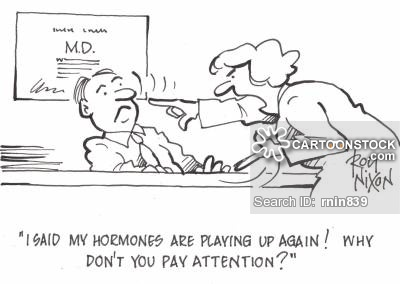 M.D.
CARTOONSTOCK
.com
Search ID: rnin839
ROY
NIXON
"I SAID MY HORMONES ARE PLAYING UP AGAIN! WHY
DON'T YOU PAY ATTENTION?"